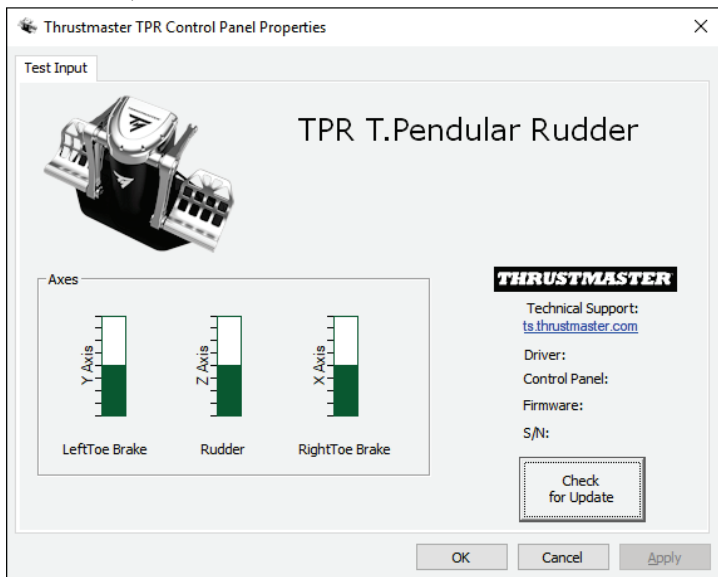 Thrustmaster TPR Control Panel Properties
Test Input
TPR T.Pendular Rudder
Axes
Y Axis
Z Axis
X Axis
LeftToe Brake
Rudder
RightToe Brake
THRUSTMASTER
Technical Support:
ts.thrustmaster.com
Driver:
Control Panel:
Firmware:
S/N:
Check
for Update
OK
Cancel
Apply